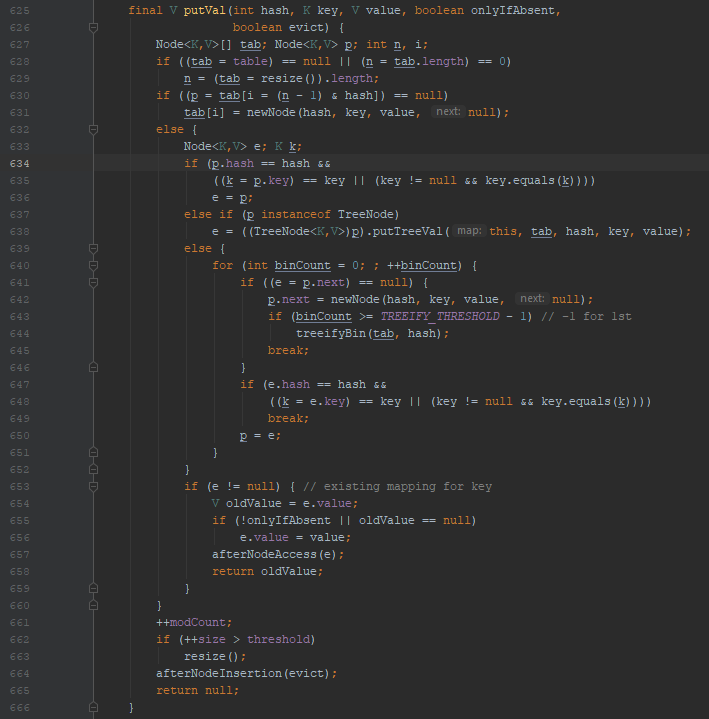 625 final V putVal(int hash, K key, V value, boolean onlyIfAbsent,
626 boolean evict) {
627 Node<K,V>[] tab; Node<K,V> p; int n, i;
628 if ((tab = table) == null || (n = tab.length) == 0)
629 n = (tab = resize()).length;
630 if ((p = tab[i = (n - 1) & hash]) == null)
631 tab[i] = newNode(hash, key, value, next: null);
632 else {
633 Node<K,V> e; K k;
634 if (p.hash == hash &&
635 ((k = p.key) == key || (key != null && key.equals(k))))
636 e = p;
637 else if (p instanceof TreeNode)
638 e = ((TreeNode<K,V>)p).putTreeVal( map: this, tab, hash, key, value);
639 else {
640 for (int binCount = 0; ; ++binCount) {
641 if ((e = p.next) == null) {
642 p.next = newNode(hash, key, value, next: null);
643 if (binCount >= TREEIFY_THRESHOLD - 1) // -1 for 1st
644 treeifyBin(tab, hash);
645 break;
646 }
647 if (e.hash == hash &&
648 ((k = e.key) == key || (key != null && key.equals(k))))
649 break;
650 p = e;
651 }
652 }
653 if (e != null) { // existing mapping for key
654 V oldValue = e.value;
655 if (!onlyIfAbsent || oldValue == null)
656 e.value = value;
657 afterNodeAccess(e);
658 return oldValue;
659 }
660 }
661 ++modCount;
662 if (++size > threshold)
663 resize();
664 afterNodeInsertion(evict);
665 return null;
666 }